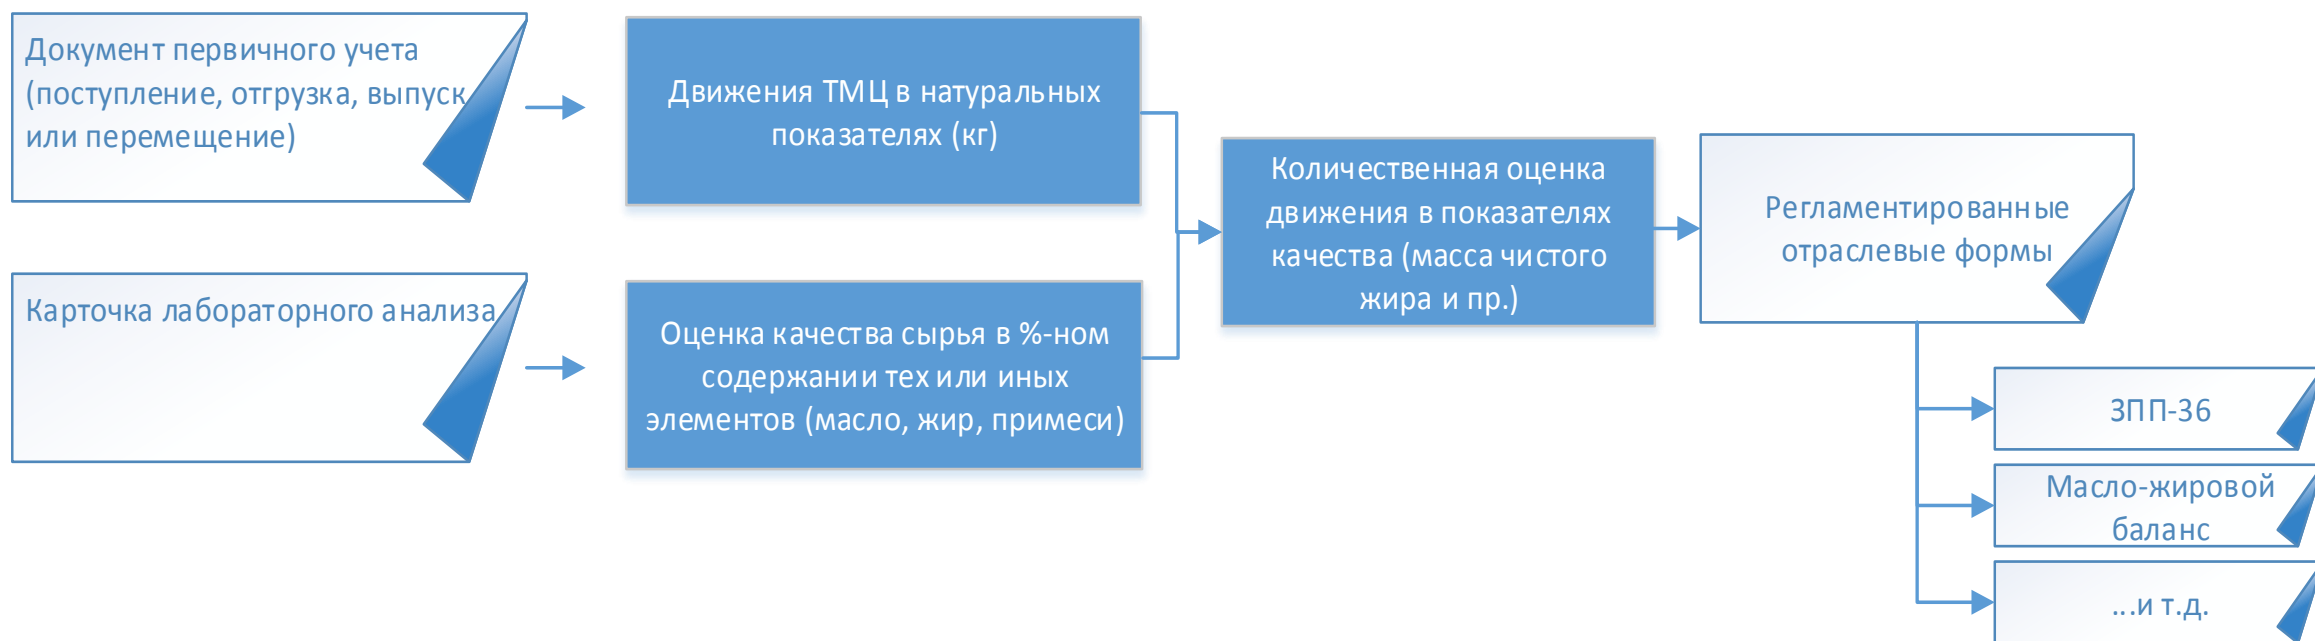 Документ первичного учета
(поступление, отгрузка, выпуск
или перемещение)
Движения ТМЦ в натуральных
показателях (кг)
Карточка лабораторного анализа
Оценка качества сырья в %-ном
содержании тех или иных
элементов (масло, жир, примеси)
Количественная оценка
движения в показателях
качества (масса чистого
жира и пр.)
Регламентированные
отраслевые формы
ЗПП-36
Масло-жировой
баланс
...и т.д.